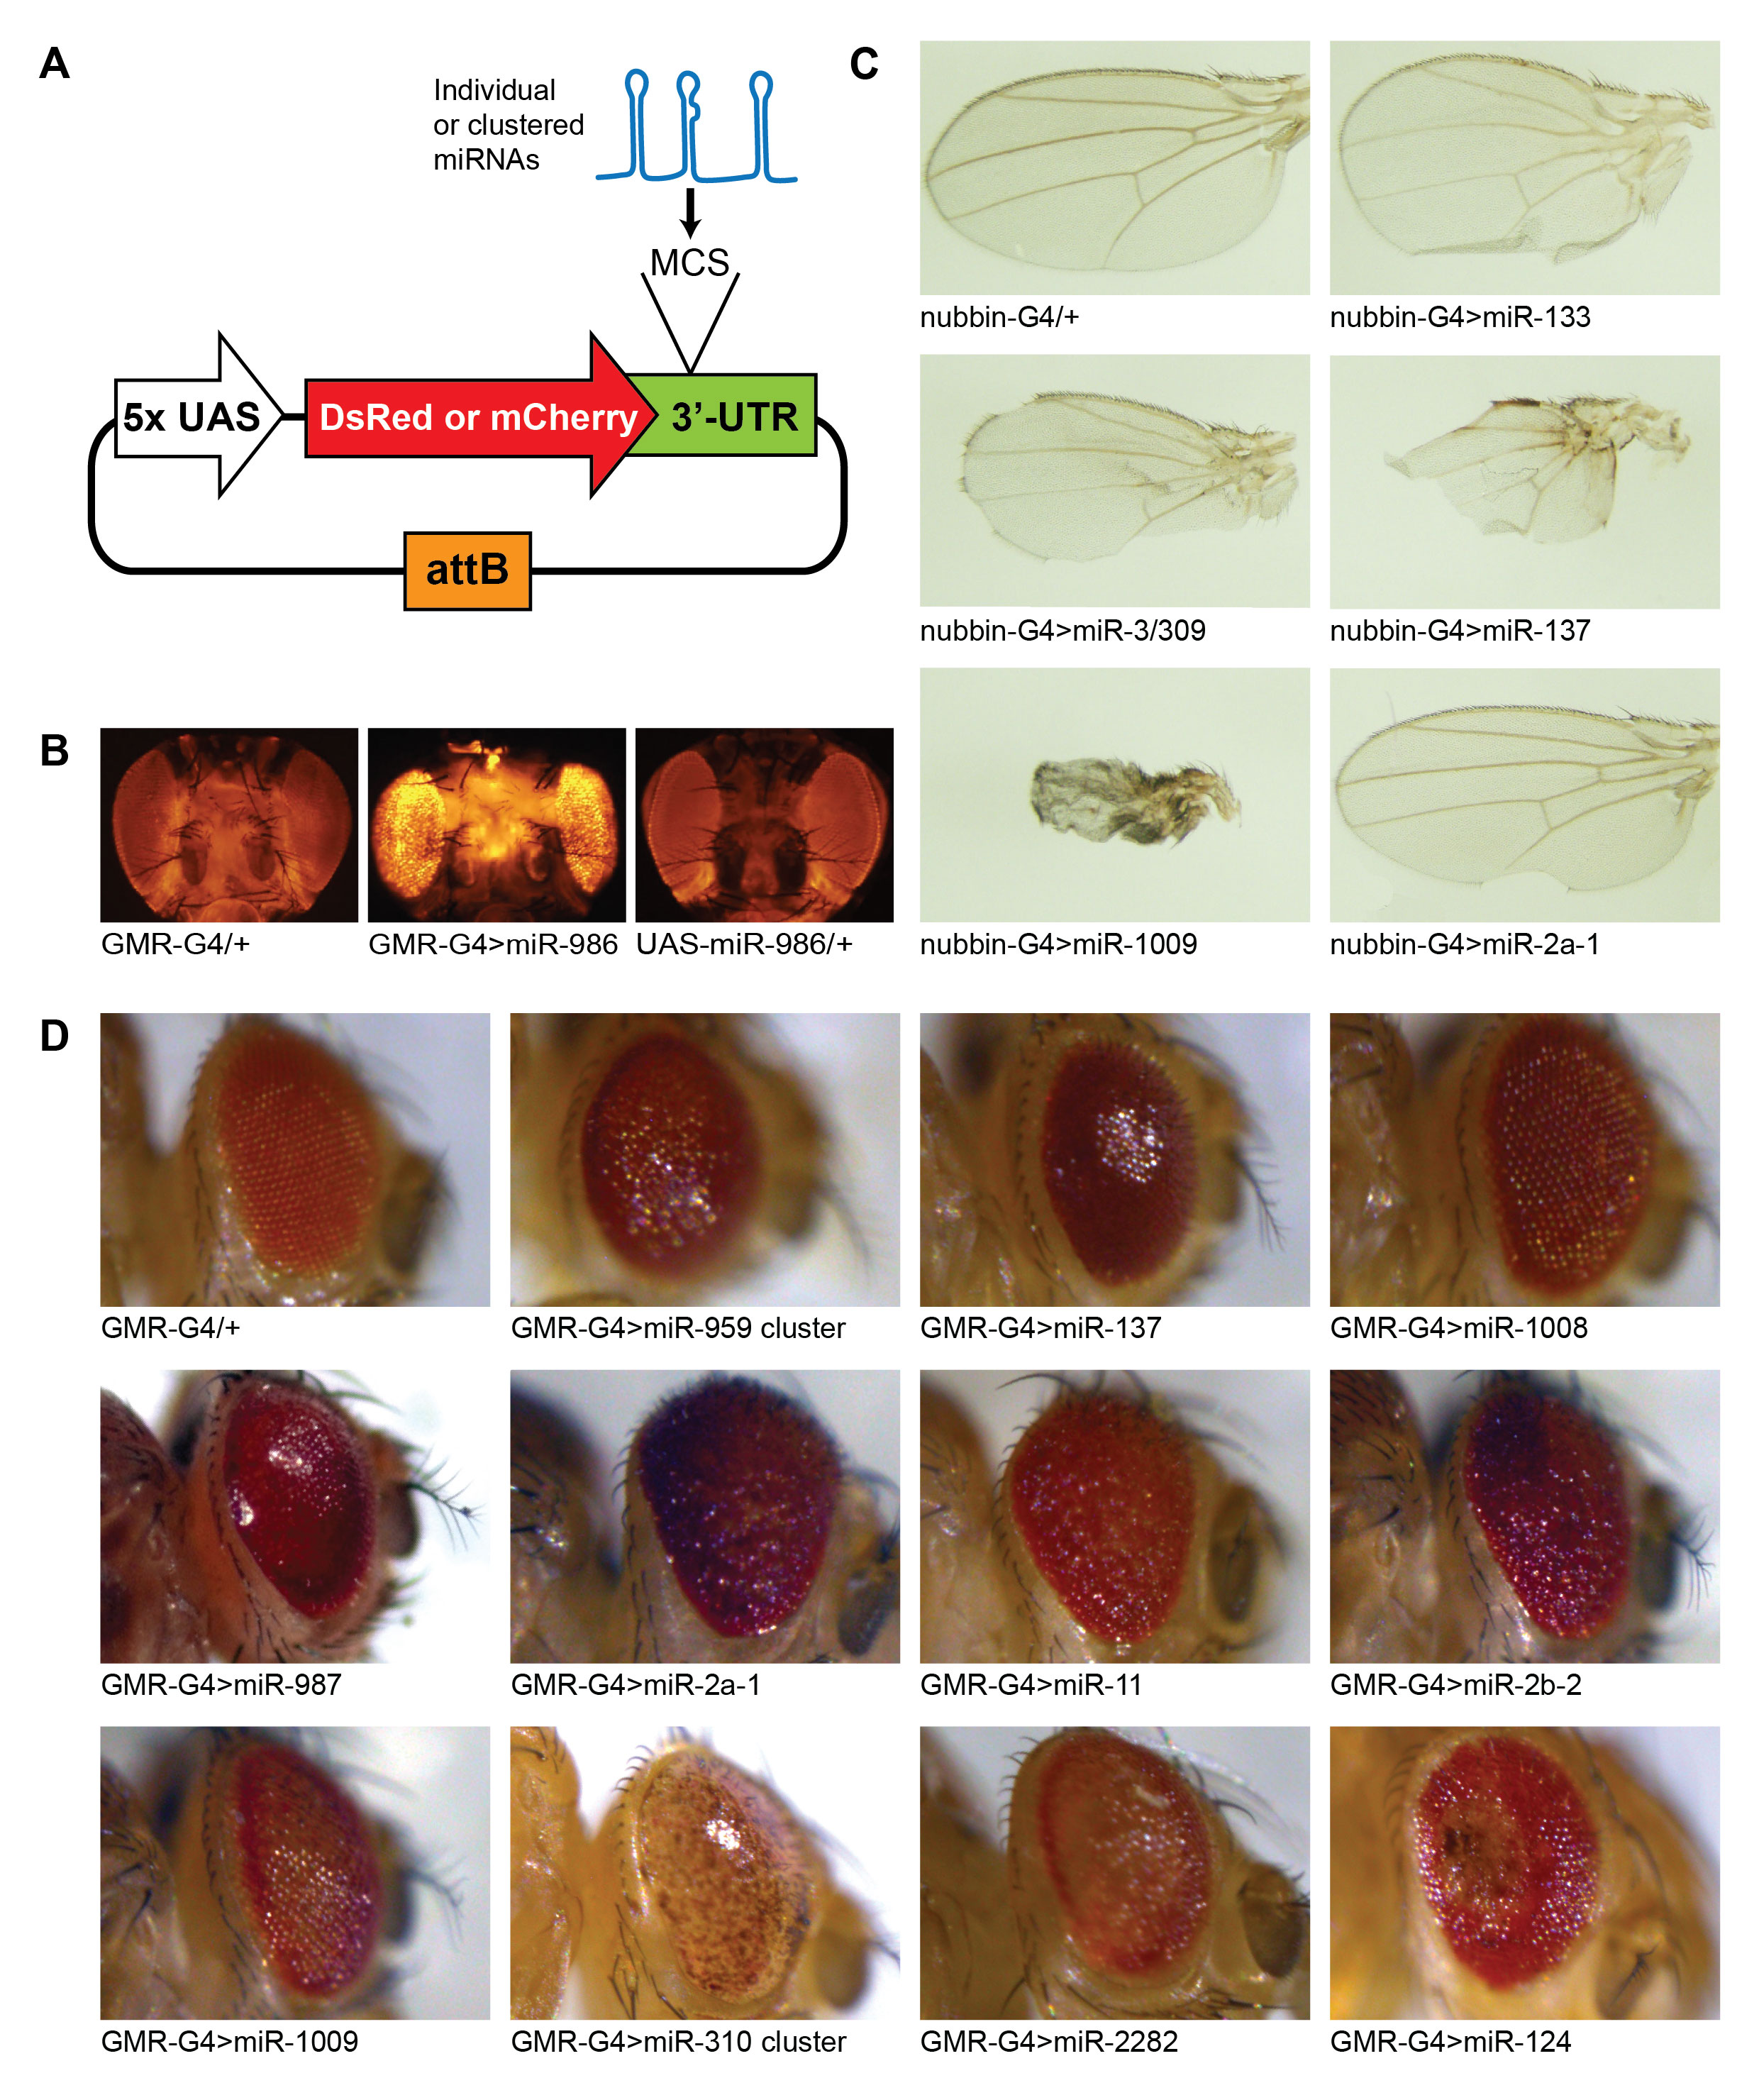 A
Individual
or clustered
miRNAs
MCS
5x UAS
DsRed or mCherry
3’-UTR
attB
B
GMR-G4/+
GMR-G4>miR-986
UAS-miR-986/+
C
nubbin-G4/+
nubbin-G4>miR-133
nubbin-G4>miR-3/309
nubbin-G4>miR-137
nubbin-G4>miR-1009
nubbin-G4>miR-2a-1
D
GMR-G4/+
GMR-G4>miR-959 cluster
GMR-G4>miR-137
GMR-G4>miR-1008
GMR-G4>miR-987
GMR-G4>miR-2a-1
GMR-G4>miR-11
GMR-G4>miR-2b-2
GMR-G4>miR-1009
GMR-G4>miR-310 cluster
GMR-G4>miR-2282
GMR-G4>miR-124